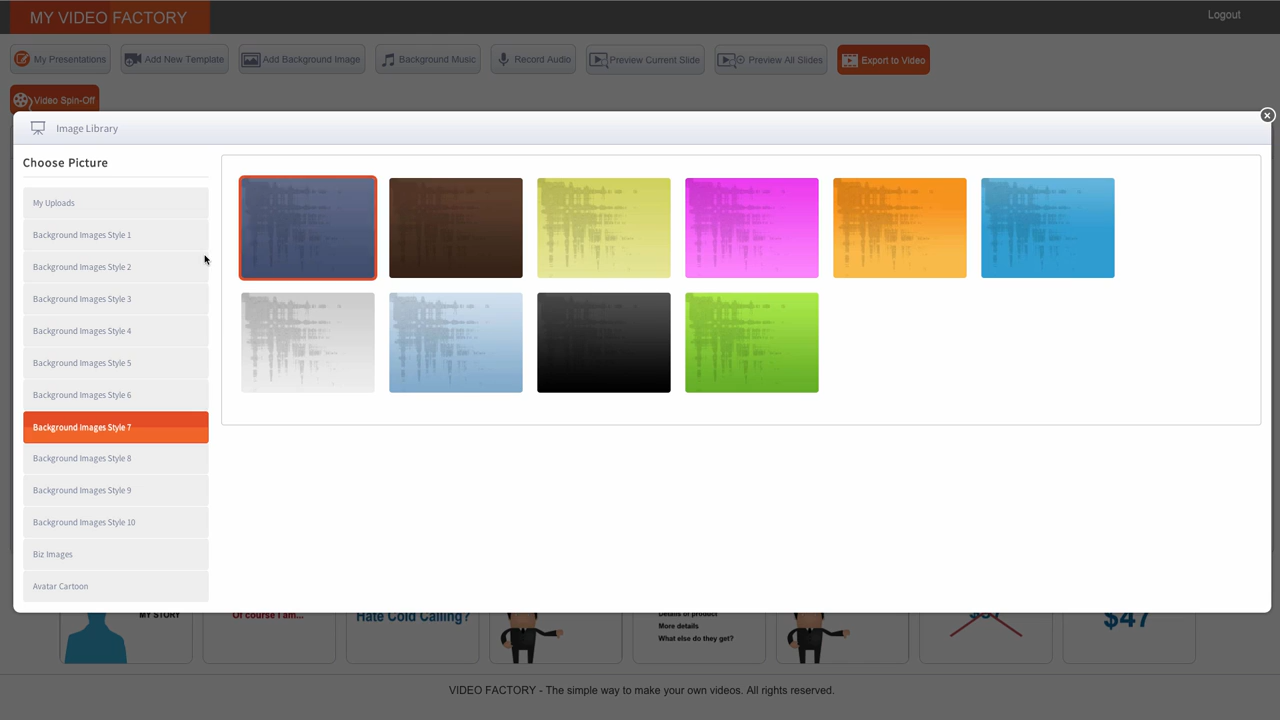 MY VIDEO FACTORY
Logout
My Presentations
Add New Template
Add Background Image
Background Music
Record Audio
Preview Current Slide
Preview All Slides
Export to Video
Video Spin-Off
Image Library
Choose Picture
My Uploads
Background Images Style 1
Background Images Style 2
Background Images Style 3
Background Images Style 4
Background Images Style 5
Background Images Style 6
Background Images Style 7
Background Images Style 8
Background Images Style 9
Background Images Style 10
Biz Images
Avatar Cartoon
MY STORY
Of course I am...
Hate Cold Calling?
Details of product
More details
What else do they get?
$47
VIDEO FACTORY - The simple way to make your own videos. All rights reserved.